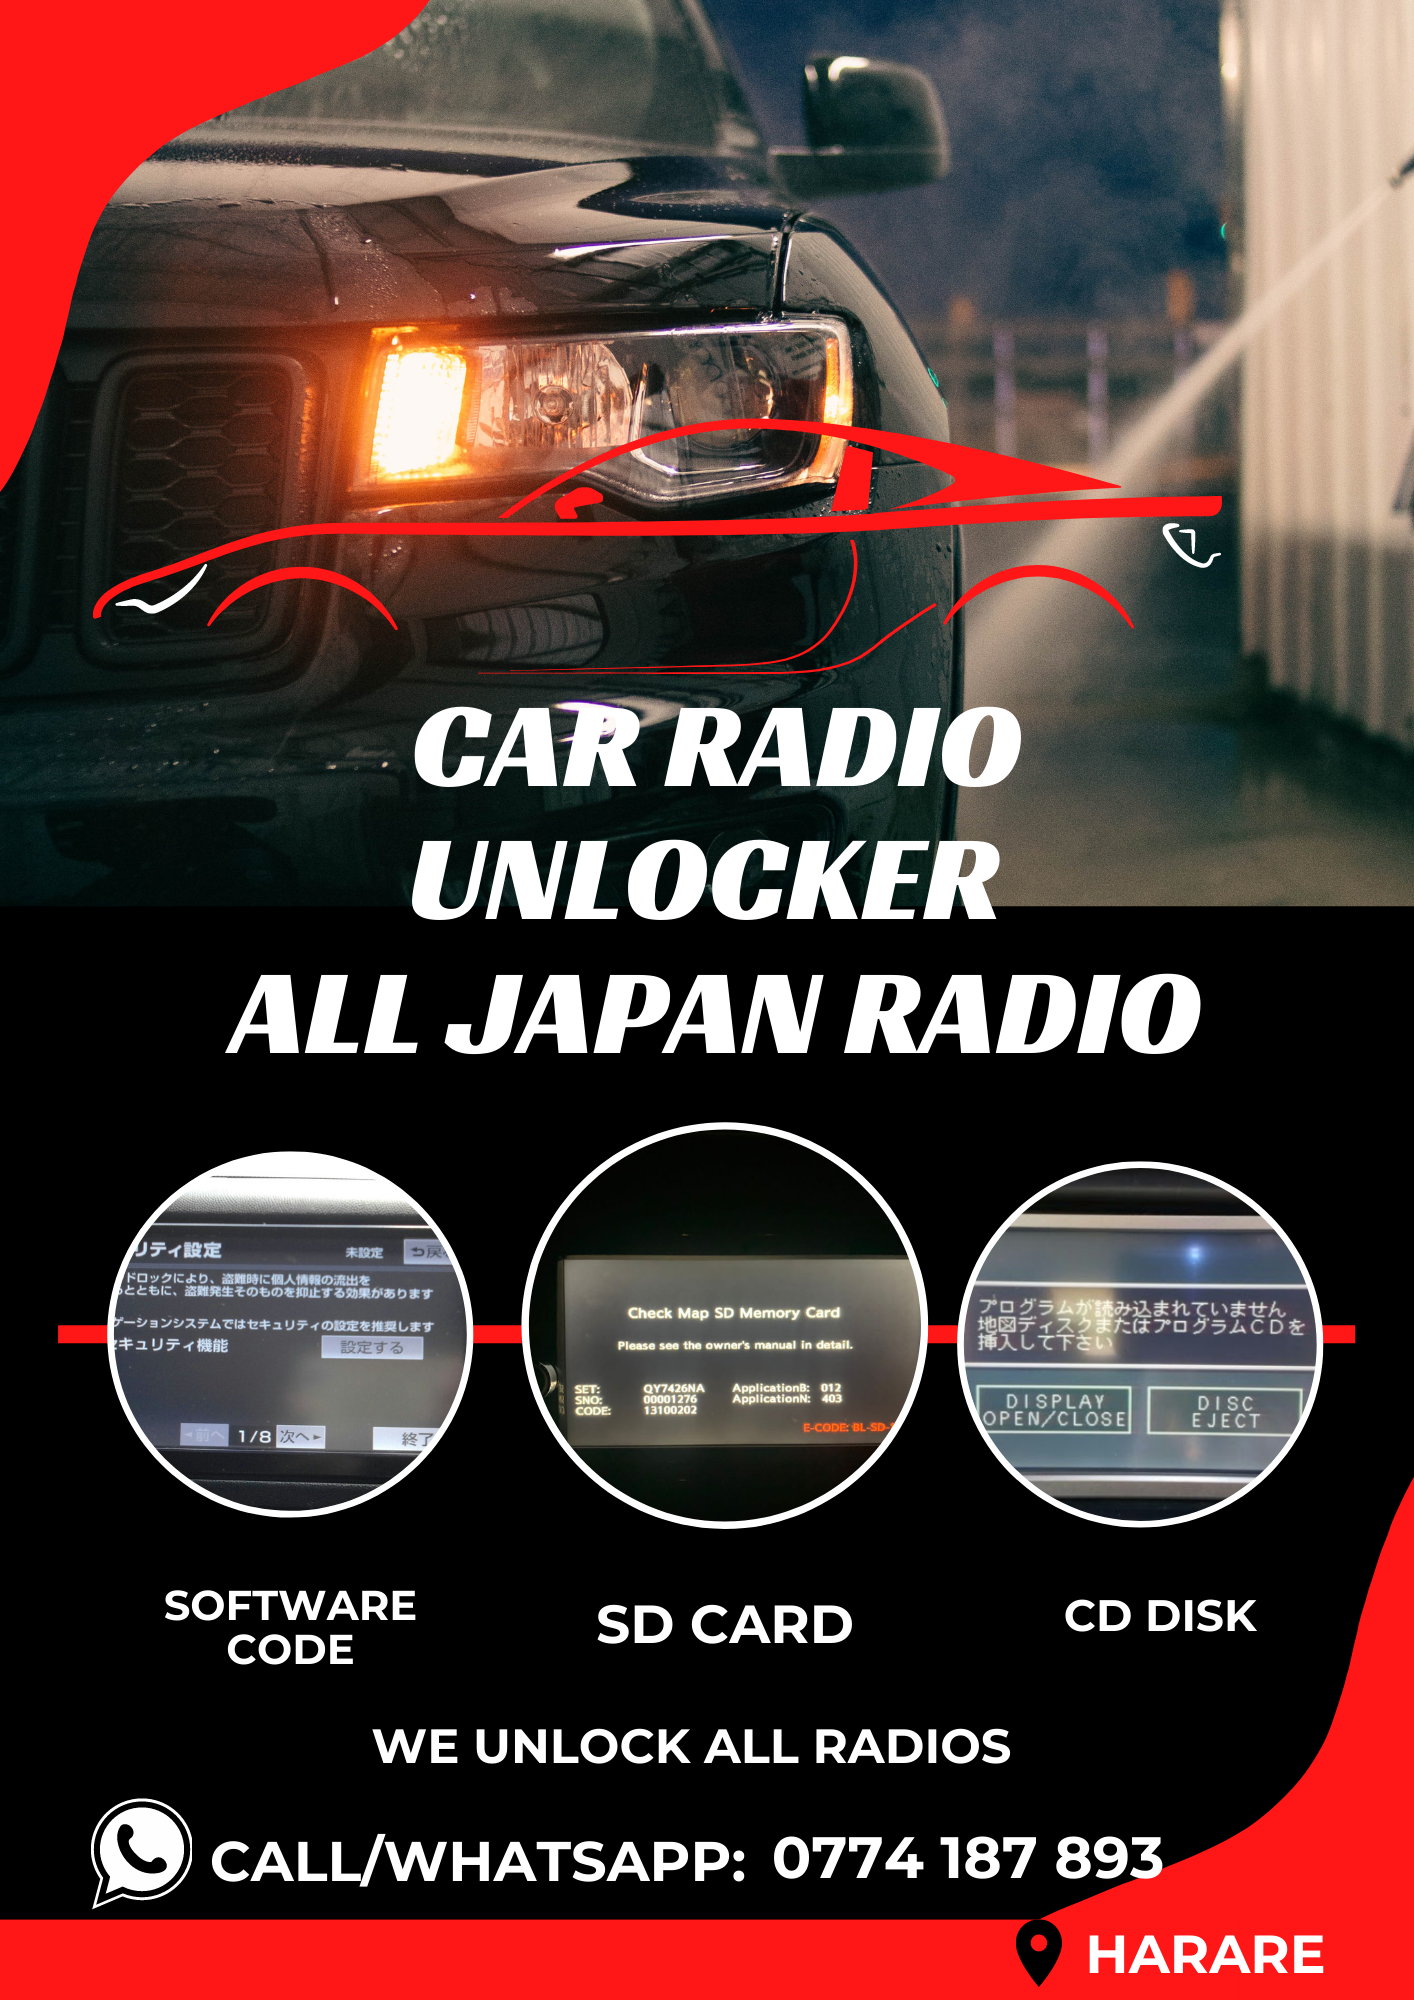 CAR RADIO
UNLOCKER
ALL JAPAN RADIO
リティ設定
未設定
ドロックにより、盗難時に個人情報の流出を
とともに、盗難発生そのものを抑止する効果があります
ゲーションシステムではセキュリティの設定を推奨します
キュリティ機能
設定する
前へ
1/8
次へ
終了
Check Map SD Memory Card
Please see the owner's manual in detail.
SET: QY7426NA ApplicationB: 012
SNO: 00001276 ApplicationN: 403
CODE: 13100202
E-CODE: BL-SD-
プログラムが読み込まれていません
地図ディスクまたはプログラムCDを
挿入して下さい
DISPLAY
OPEN/CLOSE
DISC
EJECT
SOFTWARE
CODE
SD CARD
CD DISK
WE UNLOCK ALL RADIOS
CALL/WHATSAPP: 0774 187 893
HARARE